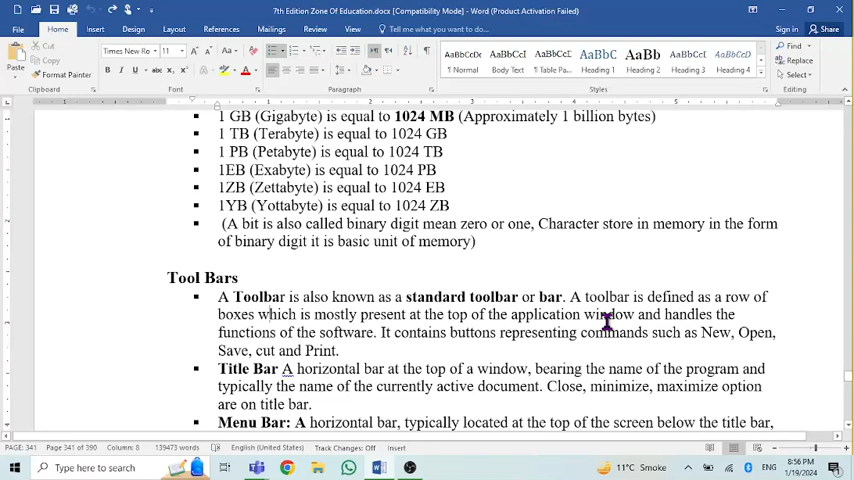 7th Edition Zone Of Education.docx [Compatibility Mode] - Word (Product Activation Failed)
File Home Insert Design Layout References Mailings Review View Tell me what you want to do... Sign in Share
Paste Cut Copy Format Painter Clipboard
Times New Ro 11 Aa Font
Paragraph
AaBbCcDc AaBbCcDc AaBbCcDc AaBbC AaBb AaBbCcI AaBbCcD
¶ Normal Body Text ¶ Table Pa... Heading 1 Heading 2 Heading 3 Heading 4
Styles
Find Replace Select Editing
1 GB (Gigabyte) is equal to 1024 MB (Approximately 1 billion bytes)
1 TB (Terabyte) is equal to 1024 GB
1 PB (Petabyte) is equal to 1024 TB
1EB (Exabyte) is equal to 1024 PB
1ZB (Zettabyte) is equal to 1024 EB
1YB (Yottabyte) is equal to 1024 ZB
(A bit is also called binary digit mean zero or one, Character store in memory in the form
of binary digit it is basic unit of memory)
Tool Bars
A Toolbar is also known as a standard toolbar or bar. A toolbar is defined as a row of
boxes which is mostly present at the top of the application window and handles the
functions of the software. It contains buttons representing commands such as New, Open,
Save, cut and Print.
Title Bar A horizontal bar at the top of a window, bearing the name of the program and
typically the name of the currently active document. Close, minimize, maximize option
are on title bar.
Menu Bar: A horizontal bar, typically located at the top of the screen below the title bar,
PAGE: 341 Page 341 of 390 Column: 8 139473 words English (United States) Track Changes: Off Insert 110%
Type here to search 11°C Smoke ENG 8:56 PM
1/19/2024